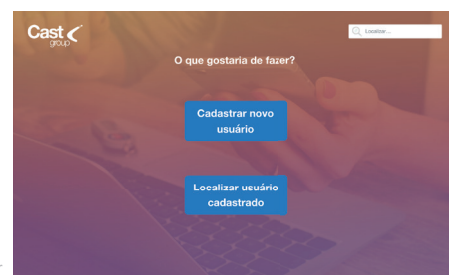 Cast
group
Localizar ...
O que gostaria de fazer?
Cadastrar novo
usuário
Localizar usuário
cadastrado